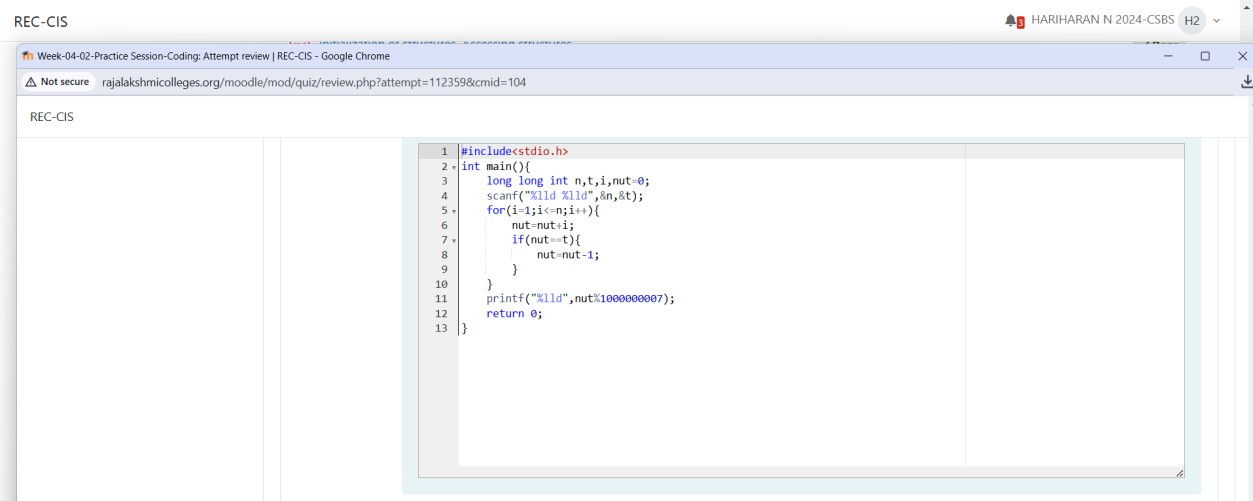 REC-CIS
3 HARIHARAN N 2024-CSBS H2
Week-04-02-Practice Session-Coding: Attempt review | REC-CIS - Google Chrome
Not secure rajalakshmicolleges.org/moodle/mod/quiz/review.php?attempt=112359&cmid=104
REC-CIS
1 #include<stdio.h>
2 int main(){
3 long long int n,t,i,nut=0;
4 scanf("%lld %lld",&n,&t);
5 for(i=1;i<=n;i++){
6 nut=nut+i;
7 if(nut==t){
8 nut=nut-1;
9 }
10 }
11 printf("%lld",nut%1000000007);
12 return 0;
13 }